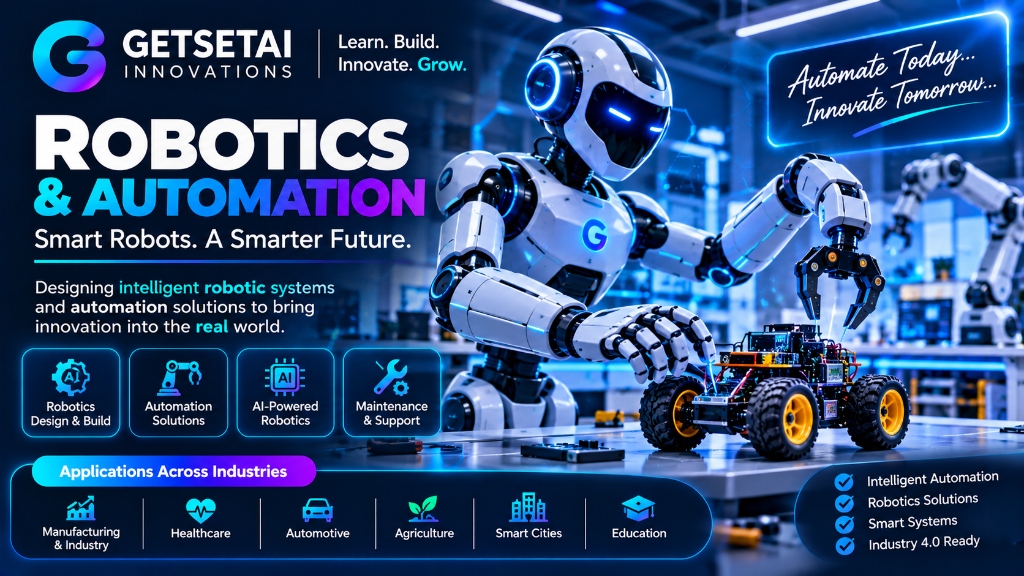 GETSETAI
INNOVATIONS
Learn. Build.
Innovate. Grow.
Automate Today...
Innovate Tomorrow...
ROBOTICS
& AUTOMATION
Smart Robots. A Smarter Future.
Designing intelligent robotic systems
and automation solutions to bring
innovation into the real world.
AI
Robotics
Design & Build
Automation
Solutions
AI
AI-Powered
Robotics
Maintenance
& Support
G
Applications Across Industries
Manufacturing
& Industry
Healthcare
Automotive
Agriculture
Smart Cities
Education
Intelligent Automation
Robotics Solutions
Smart Systems
Industry 4.0 Ready